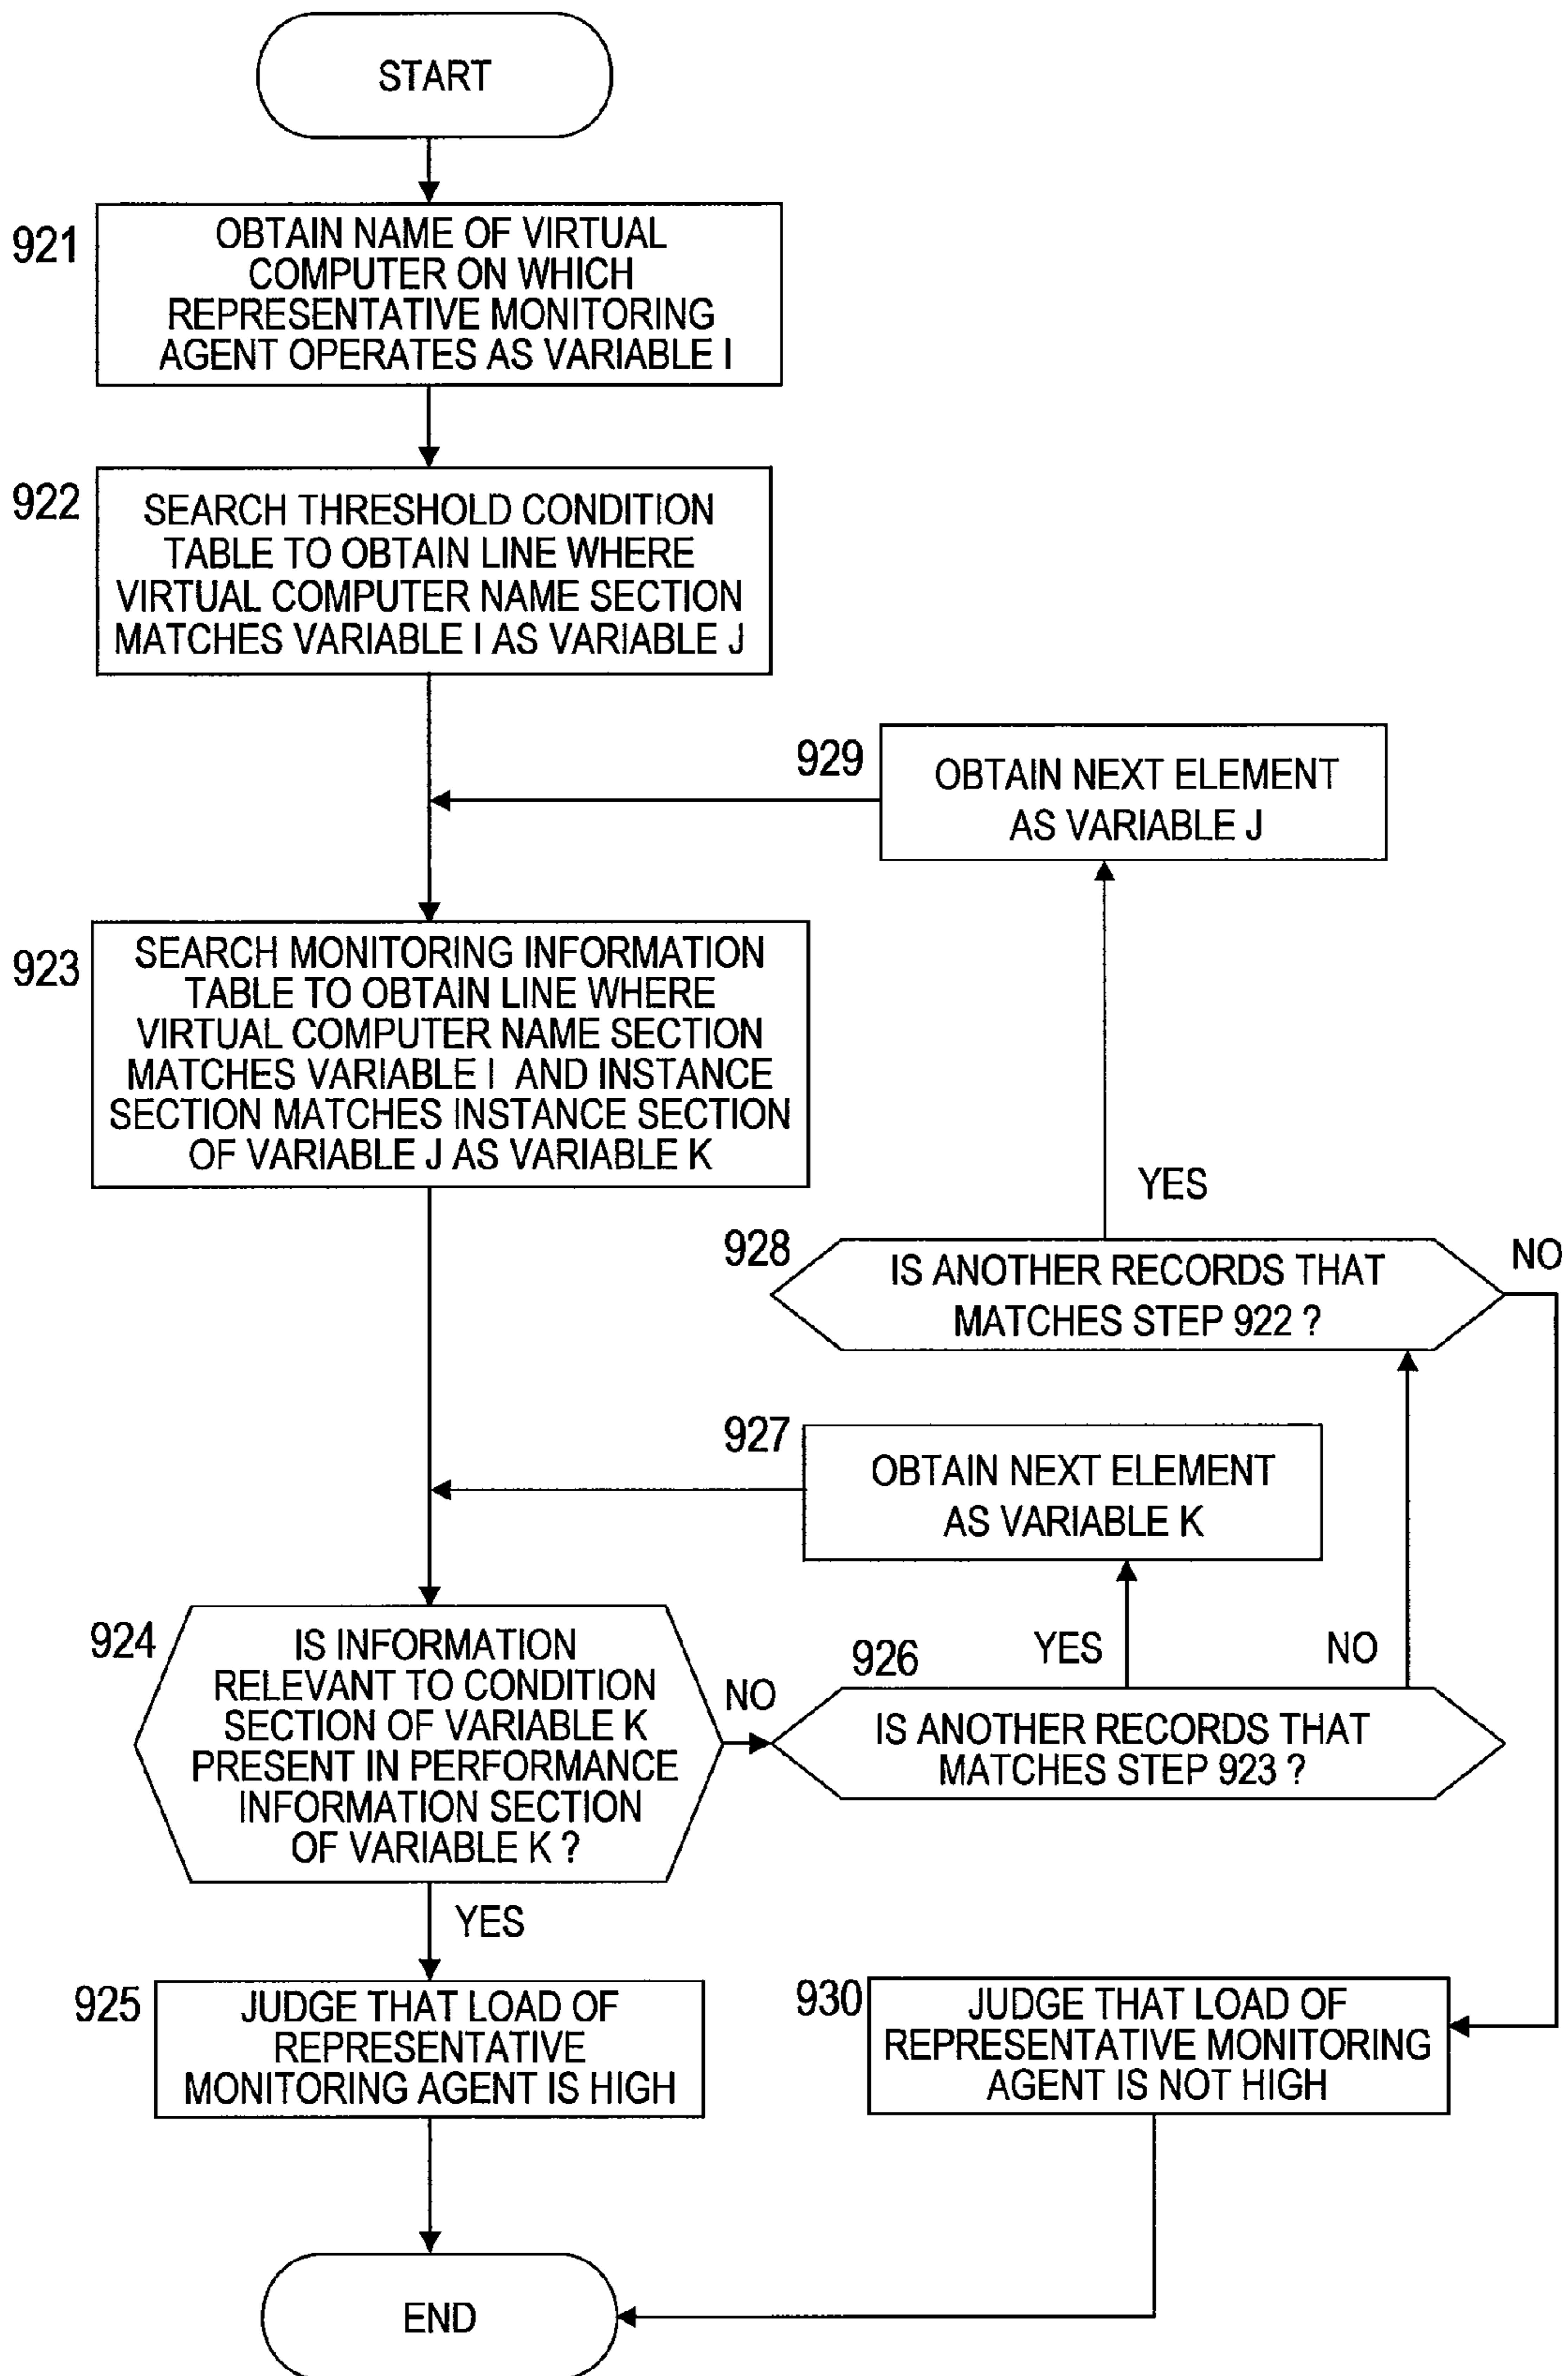 START
921
OBTAIN NAME OF VIRTUAL
COMPUTER ON WHICH
REPRESENTATIVE MONITORING
AGENT OPERATES AS VARIABLE I
922
SEARCH THRESHOLD CONDITION
TABLE TO OBTAIN LINE WHERE
VIRTUAL COMPUTER NAME SECTION
MATCHES VARIABLE I AS VARIABLE J
929
OBTAIN NEXT ELEMENT
AS VARIABLE J
923
SEARCH MONITORING INFORMATION
TABLE TO OBTAIN LINE WHERE
VIRTUAL COMPUTER NAME SECTION
MATCHES VARIABLE I AND INSTANCE
SECTION MATCHES INSTANCE SECTION
OF VARIABLE J AS VARIABLE K
YES
928
IS ANOTHER RECORDS THAT
MATCHES STEP 922 ?
NO
927
OBTAIN NEXT ELEMENT
AS VARIABLE K
924
IS INFORMATION
RELEVANT TO CONDITION
SECTION OF VARIABLE K
PRESENT IN PERFORMANCE
INFORMATION SECTION
OF VARIABLE K ?
NO
926
YES
NO
IS ANOTHER RECORDS THAT
MATCHES STEP 923 ?
YES
925
JUDGE THAT LOAD OF
REPRESENTATIVE
MONITORING AGENT IS HIGH
930
JUDGE THAT LOAD OF
REPRESENTATIVE MONITORING
AGENT IS NOT HIGH
END